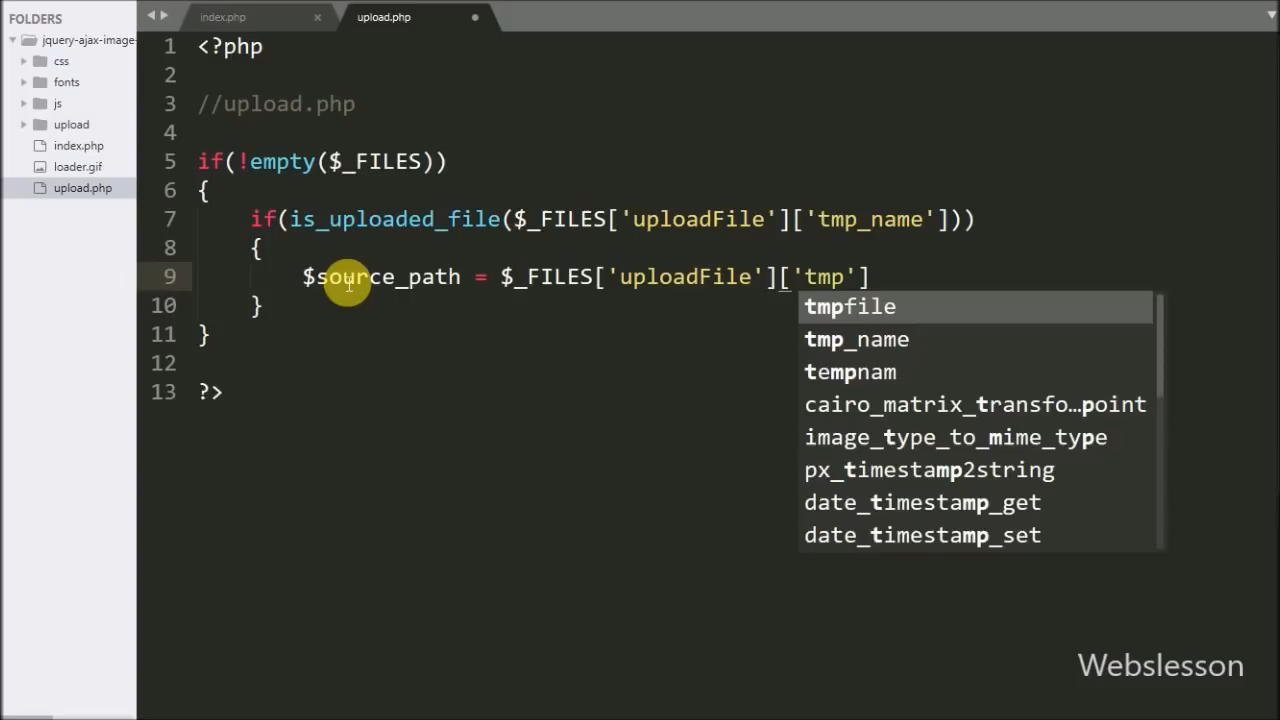 FOLDERS
jquery-ajax-image-
css
fonts
js
upload
index.php
loader.gif
upload.php
index.php
upload.php
1 <?php
2
3 //upload.php
4
5 if(!empty($_FILES))
6 {
7 if(is_uploaded_file($_FILES['uploadFile']['tmp_name']))
8 {
9 $source_path = $_FILES['uploadFile']['tmp']
10 }
11 }
12
13 ?>
tmpfile
tmp_name
tempnam
cairo_matrix_transfo…point
image_type_to_mime_type
px_timestamp2string
date_timestamp_get
date_timestamp_set
Webslesson